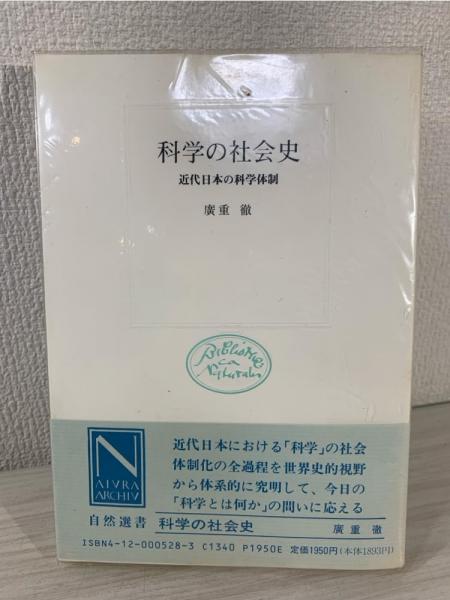 科学の社会史
近代日本の科学体制
廣重 徹
Bibliothe
ca
Naturalis
N
ATVRA
ARCHIV
近代日本における「科学」の社会
体制化の全過程を世界史的視野
から体系的に究明して、今日の
「科学とは何か」の問いに応える
自然選書 科学の社会史 廣重 徹
ISBN4-12-000528-3 C1340 P1950E 定価1950円(本体1893円)